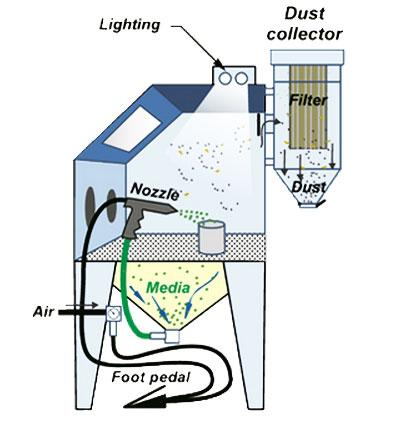 Dust
collector
Lighting
Filter
Dust
Nozzle
Media
Air
Foot pedal